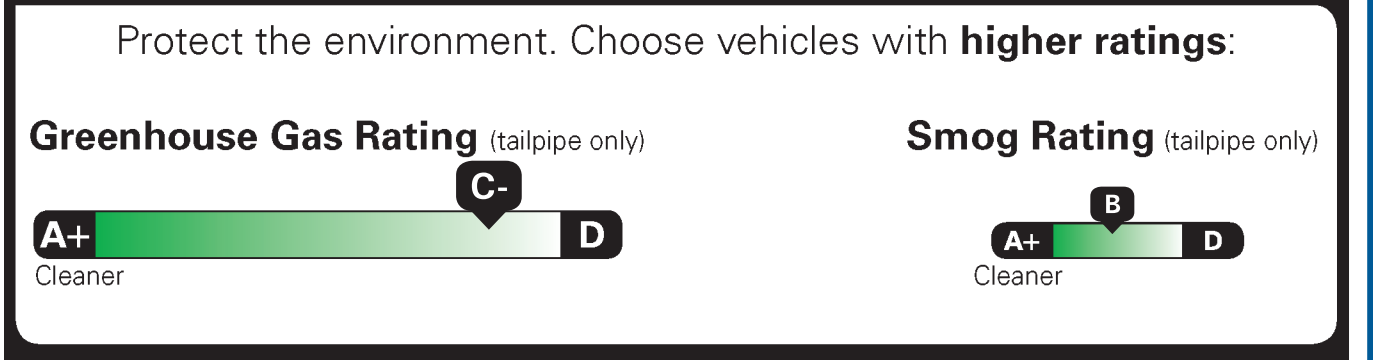 Protect the environment. Choose vehicles with higher ratings:
Greenhouse Gas Rating (tailpipe only)
C-
A+
D
Cleaner
Smog Rating (tailpipe only)
B
A+
D
Cleaner